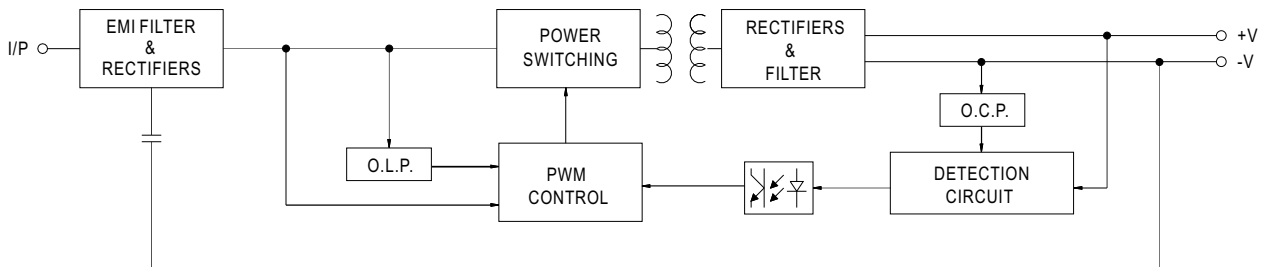 I/P
EMI FILTER
&
RECTIFIERS
POWER
SWITCHING
RECTIFIERS
&
FILTER
+V
-V
O.C.P.
O.L.P.
PWM
CONTROL
DETECTION
CIRCUIT